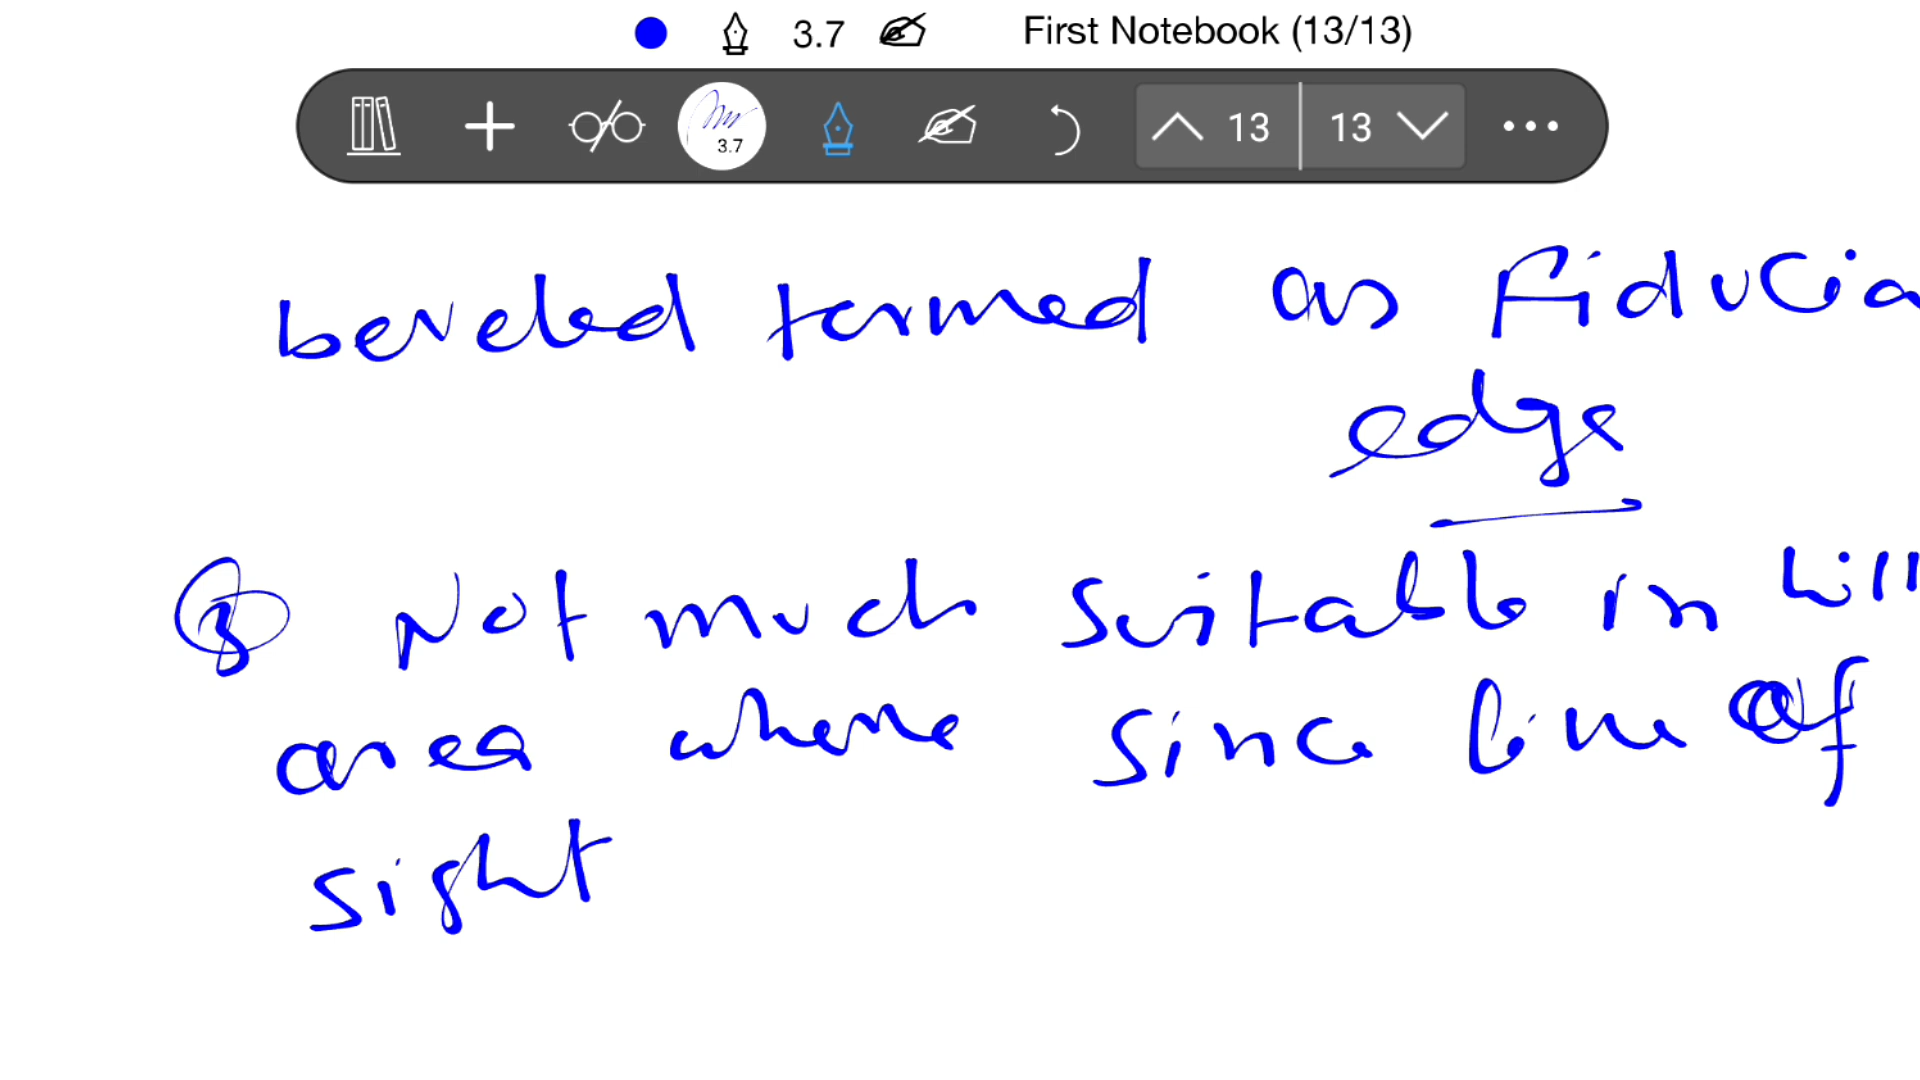 3.7 First Notebook (13/13)
3.7 13 13
beveled termed as Fiducia
edge
③ Not much suitable in hill
area where since line of
sight